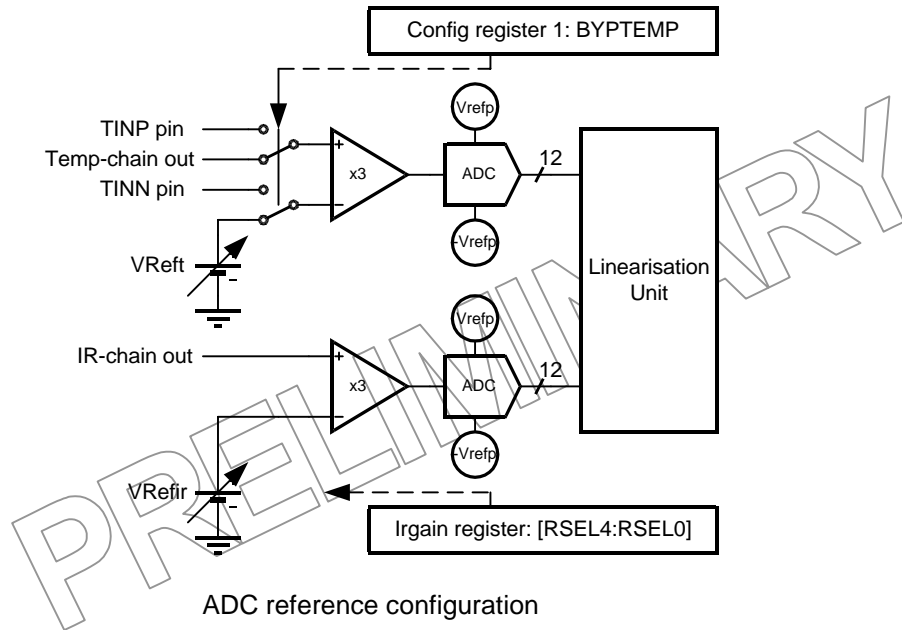 Config register 1: BYPTEMP
Vrefp
TINP pin
Temp-chain out
TINN pin
+
x3
−
ADC
12
-Vrefp
VReft
−
Linearisation
Unit
Vrefp
IR-chain out
+
x3
−
ADC
12
-Vrefp
VRefir
−
Irgain register: [RSEL4:RSEL0]
PRELIMINARY
ADC reference configuration